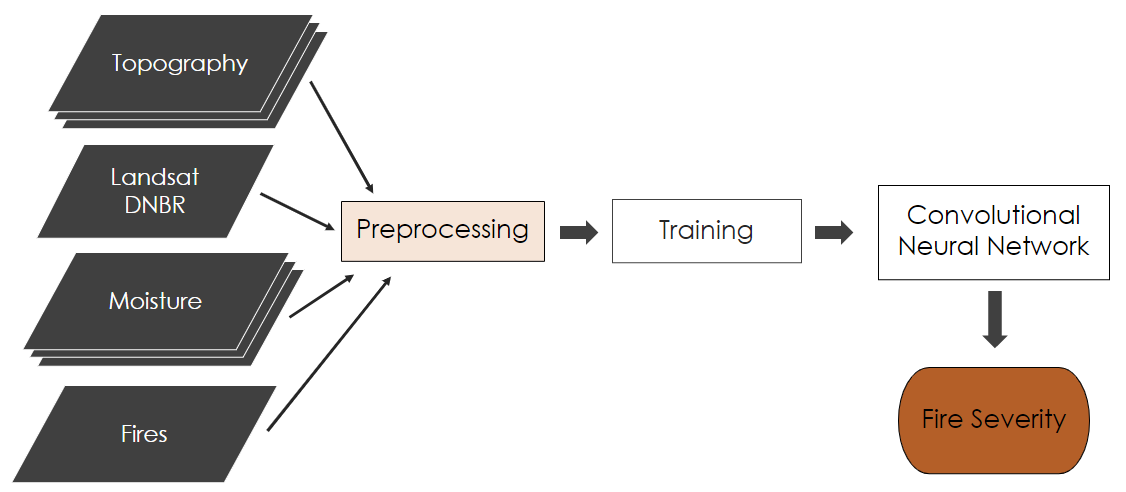 Topography
Landsat
DNBR
Moisture
Fires
Preprocessing
Training
Convolutional
Neural Network
Fire Severity